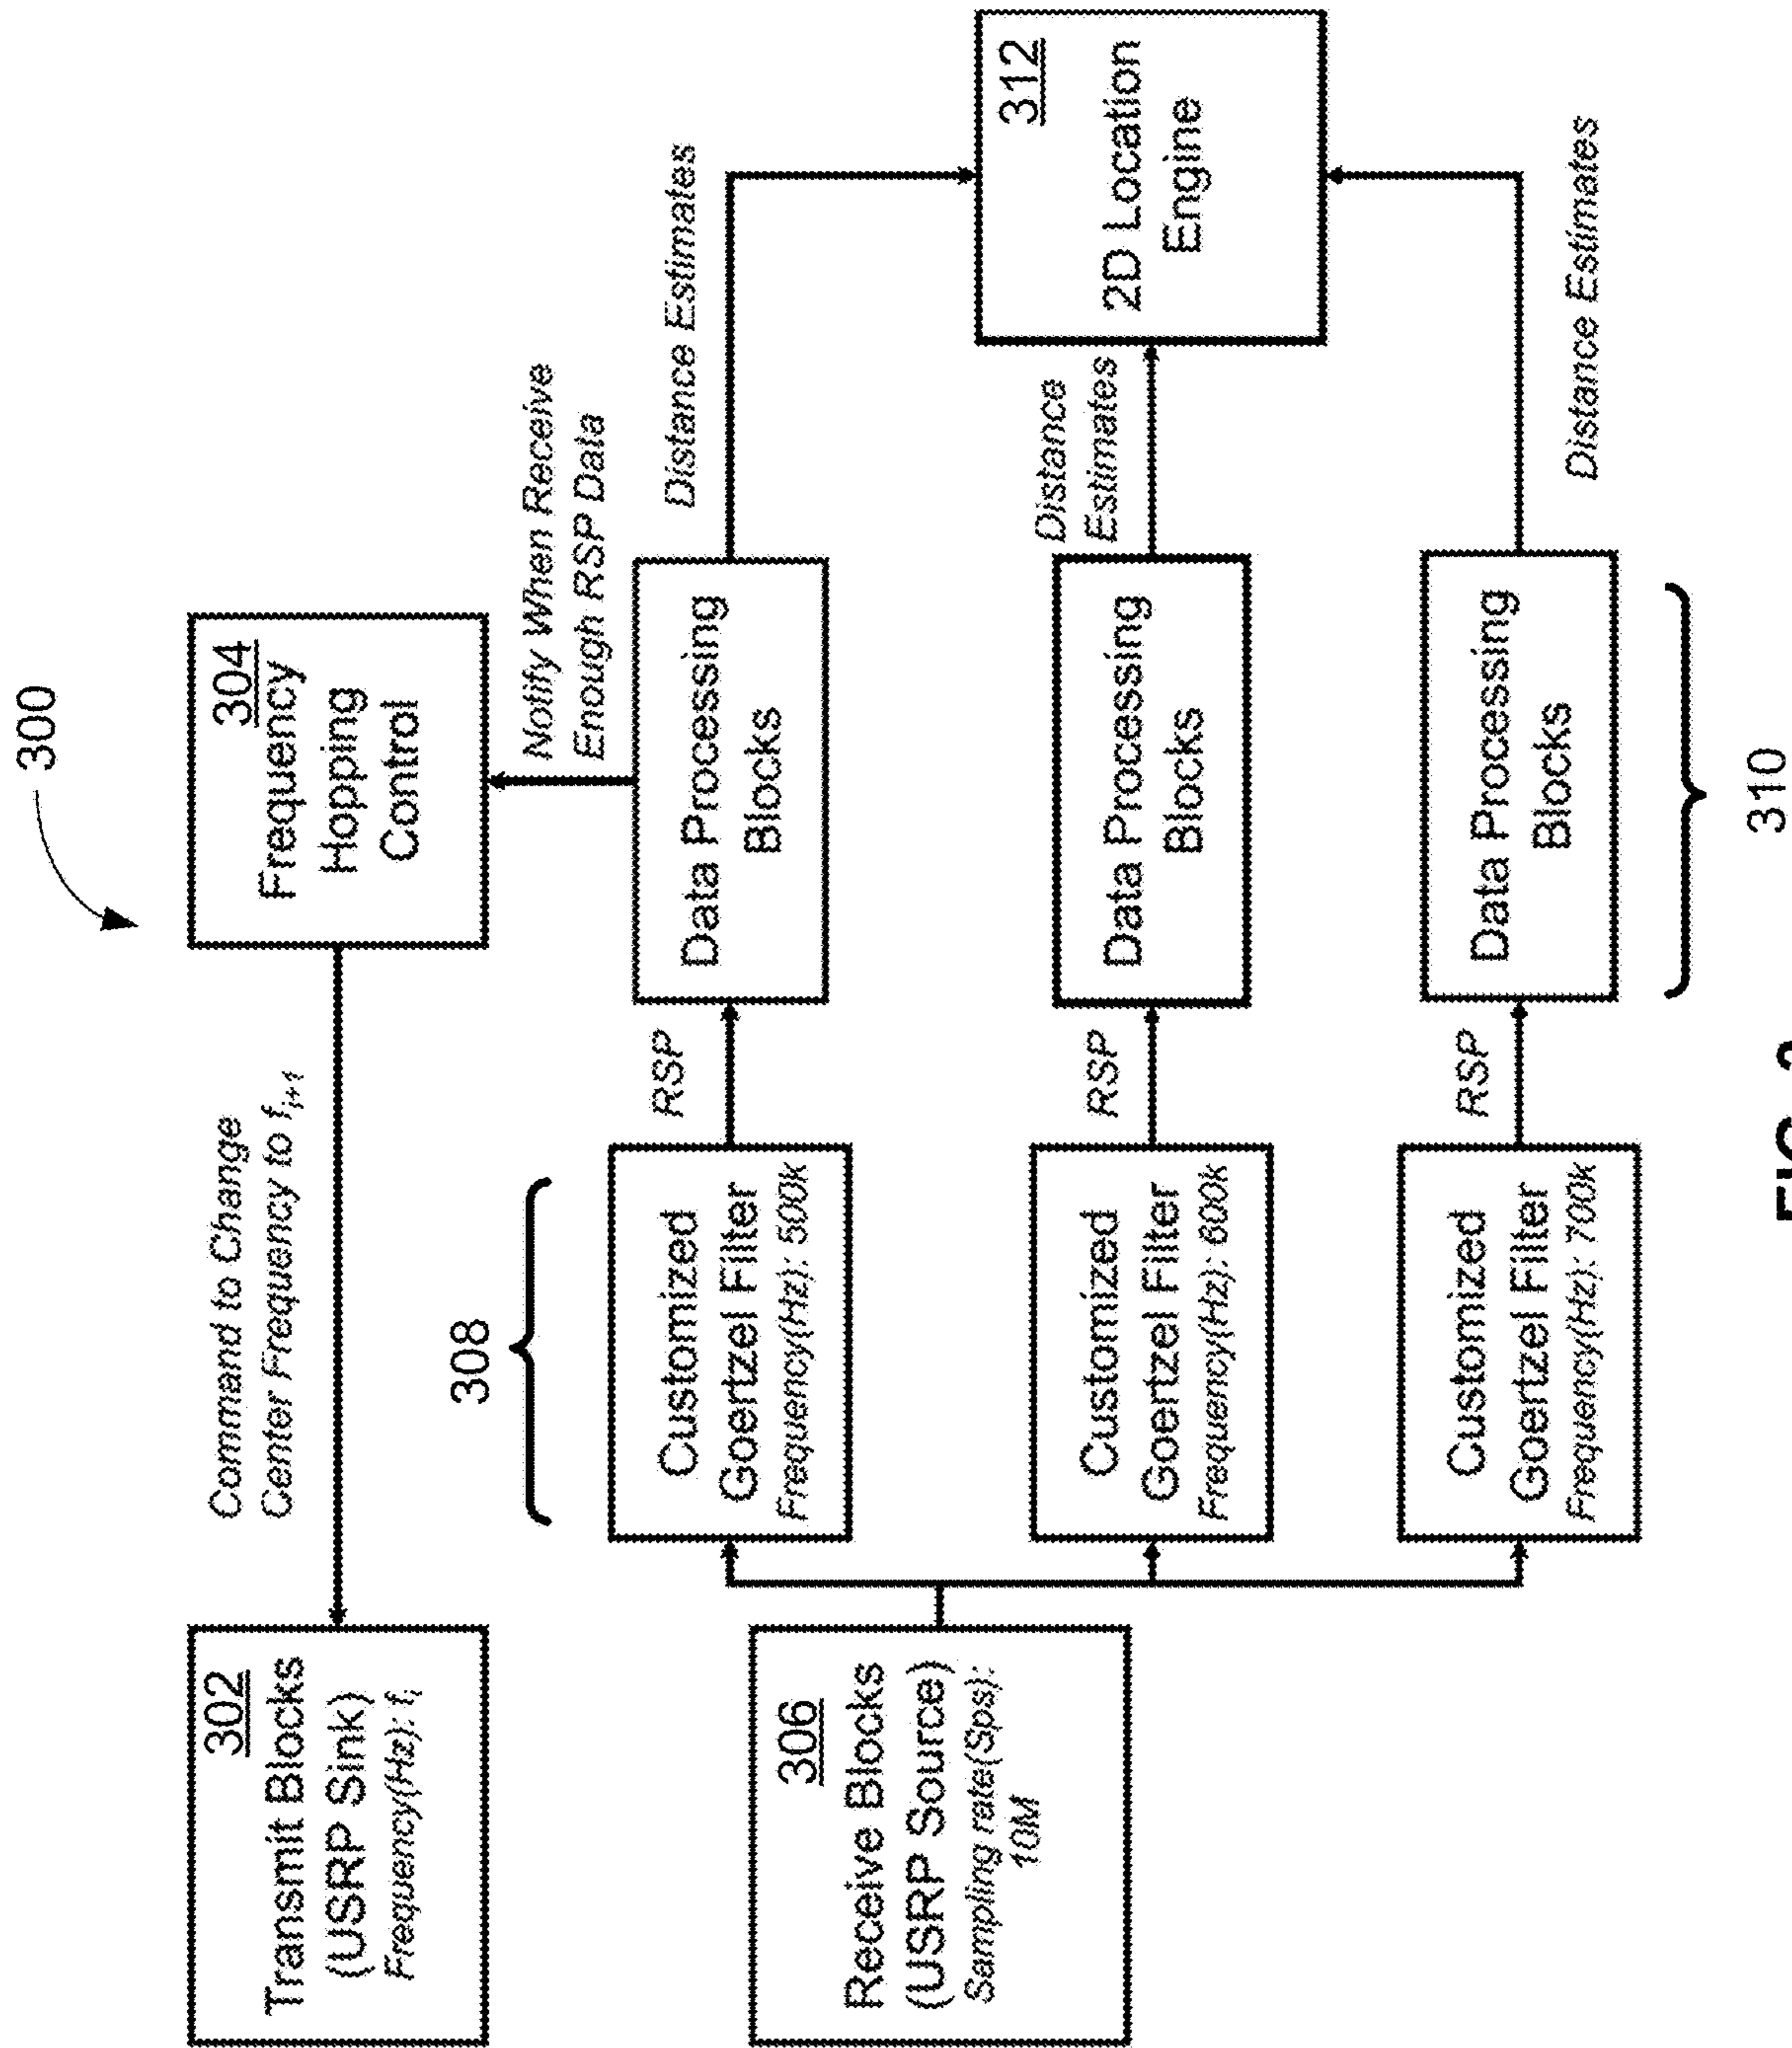 300
302
Transmit Blocks
(USRP Sink)
Frequency(Hz): fi
Command to Change
Center Frequency to fi+1
304
Frequency
Hopping
Control
Notify When Receive
Enough RSP Data
306
Receive Blocks
(USRP Source)
Sampling rate(Sps):
10M
308
Customized
Goertzel Filter
Frequency(Hz): 500k
RSP
Data Processing
Blocks
Distance Estimates
Customized
Goertzel Filter
Frequency(Hz): 600k
RSP
Data Processing
Blocks
Distance
Estimates
312
2D Location
Engine
Customized
Goertzel Filter
Frequency(Hz): 700k
RSP
Data Processing
Blocks
Distance Estimates
310
FIG.